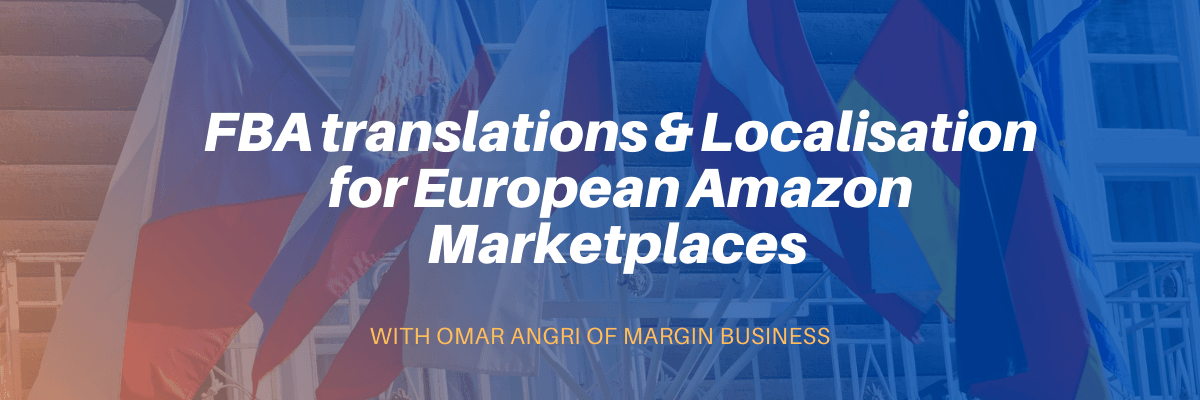 FBA translations & Localisation
for European Amazon
Marketplaces
WITH OMAR ANGRI OF MARGIN BUSINESS